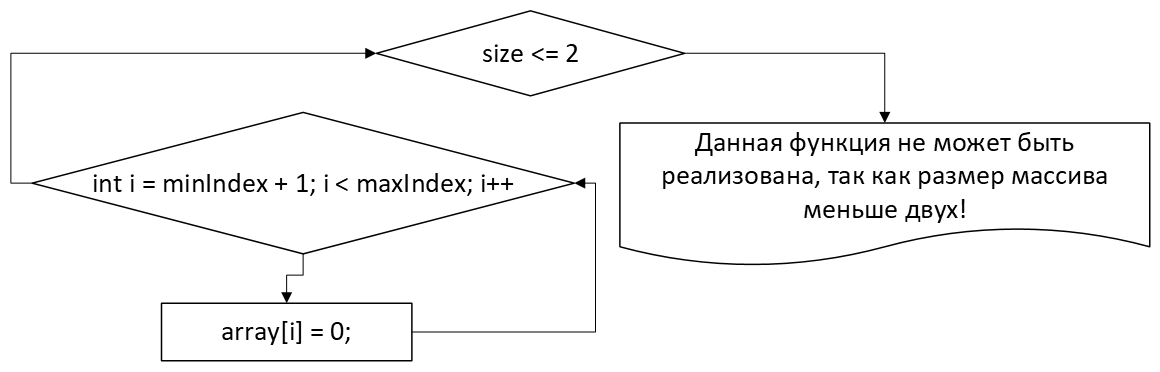 size <= 2
Данная функция не может быть
реализована, так как размер массива
меньше двух!
int i = minIndex + 1; i < maxIndex; i++
array[i] = 0;